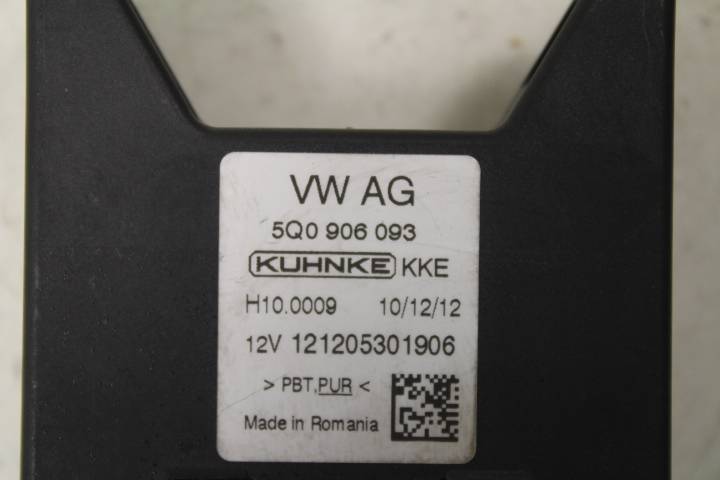 VW AG
5Q0 906 093
KUHNKE KKE
H10.0009 10/12/12
12V 121205301906
> PBT,PUR <
Made in Romania